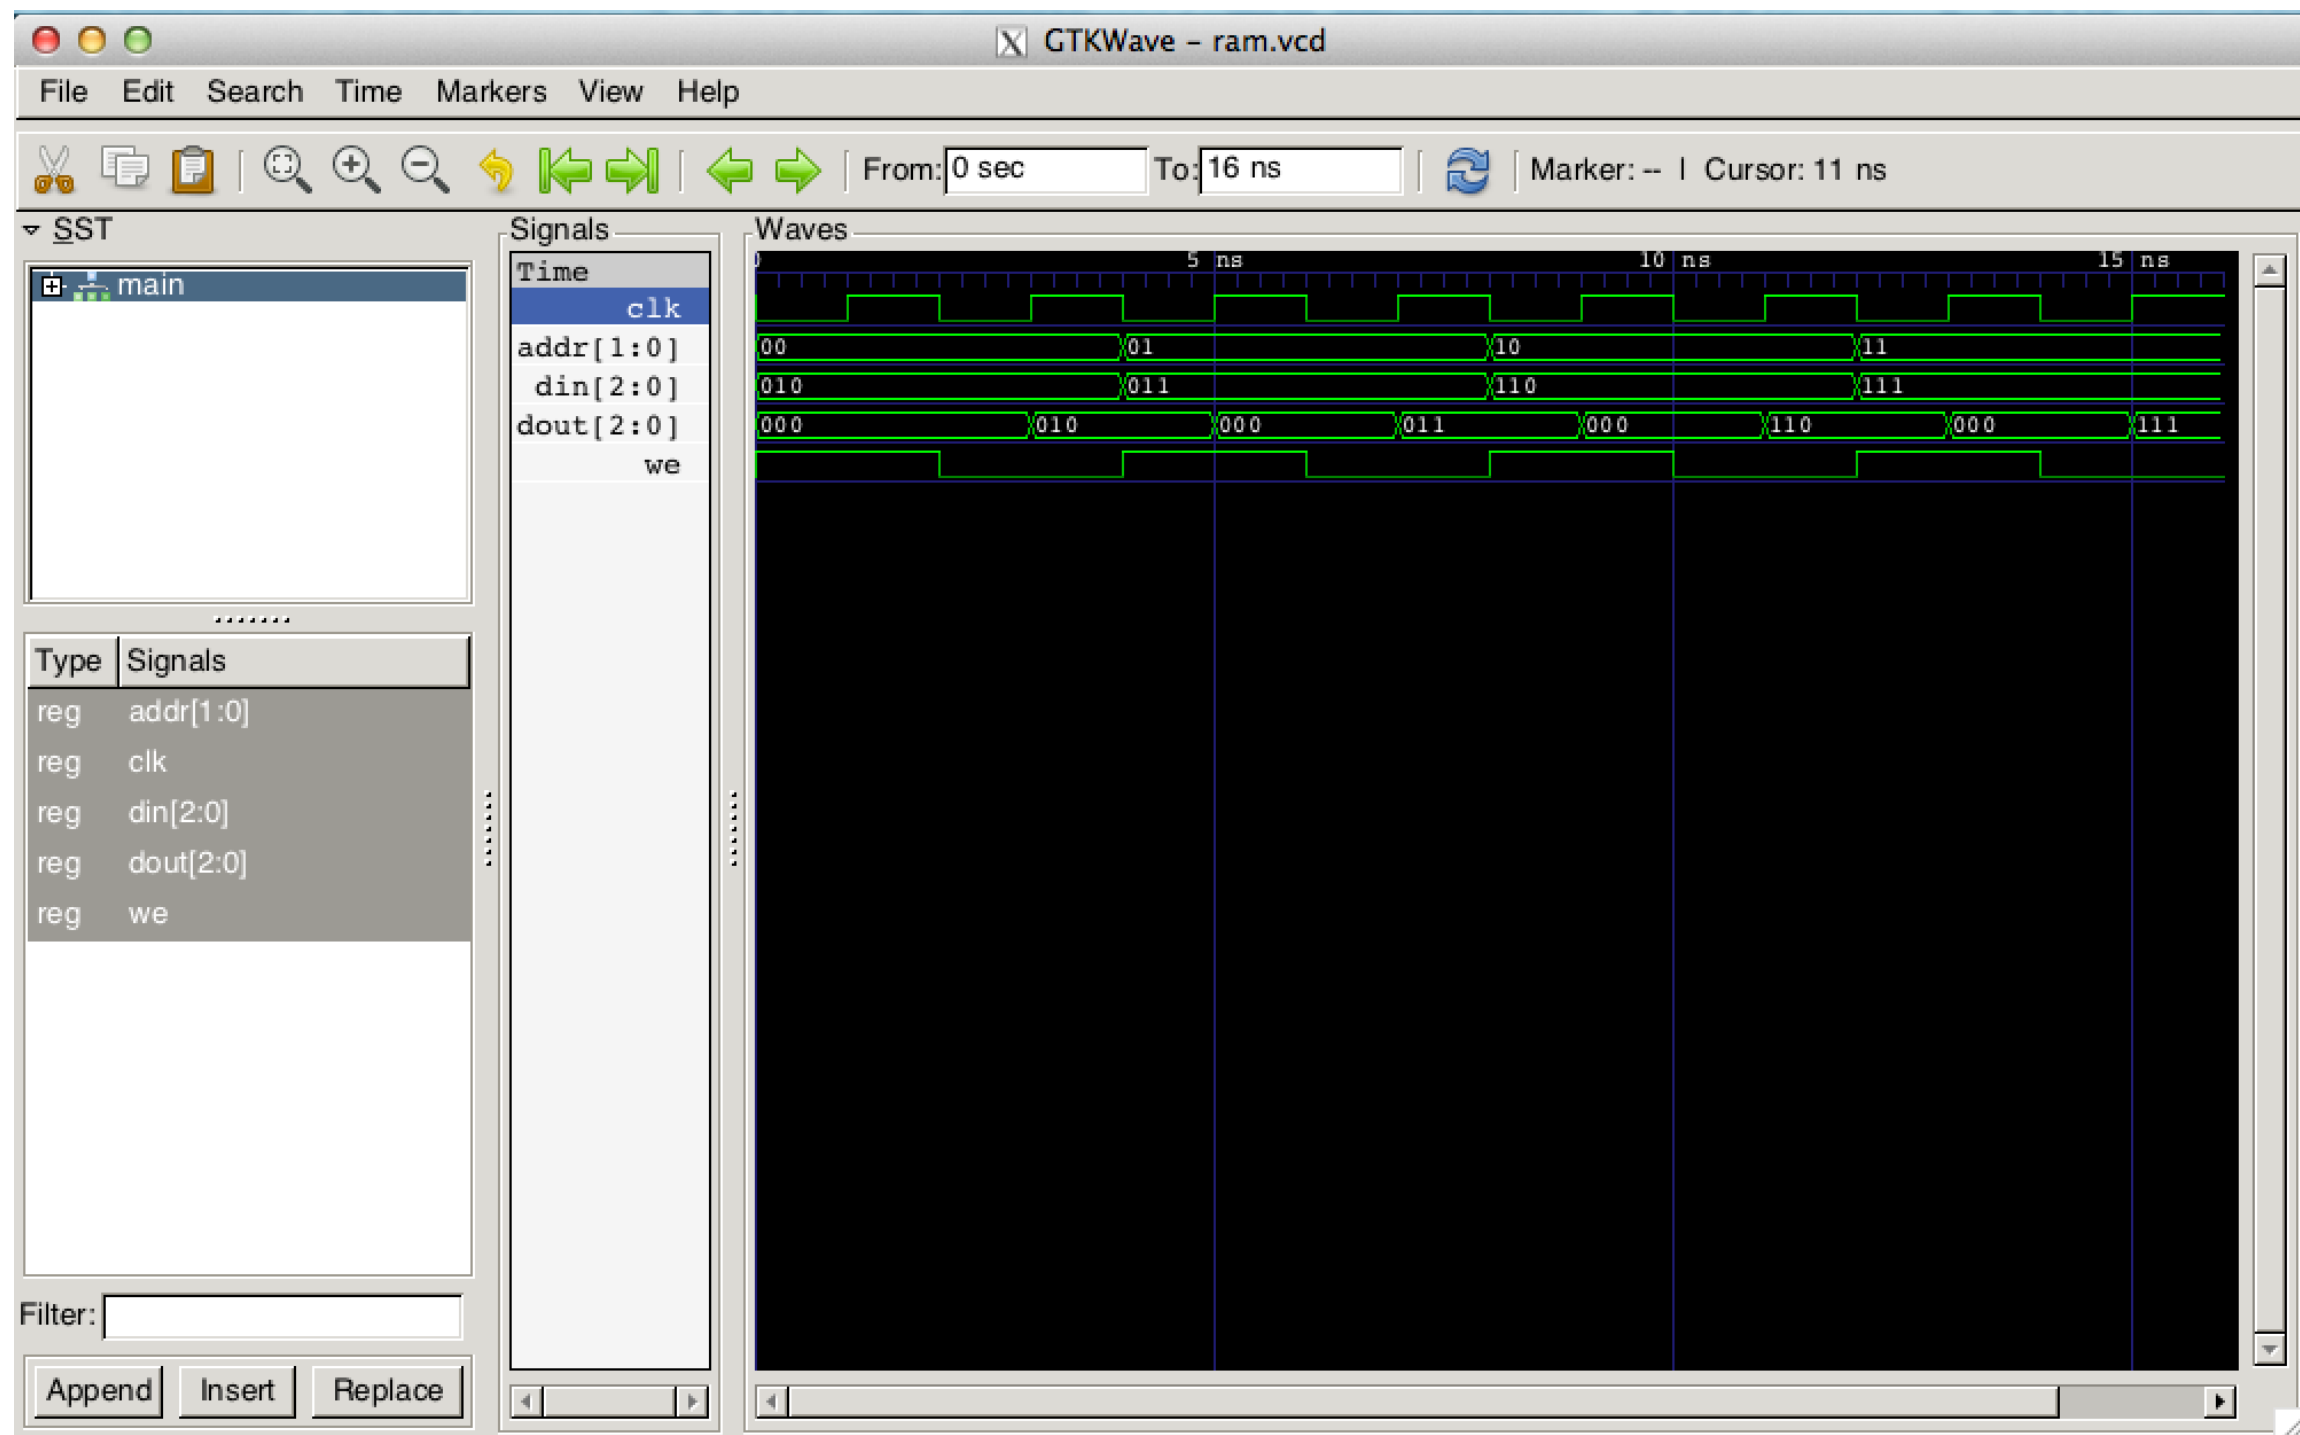 GTKWave – ram.vcd
File Edit Search Time Markers View Help
From: 0 sec To: 16 ns Marker: -- | Cursor: 11 ns
SST
main
Type Signals
reg addr[1:0]
reg clk
reg din[2:0]
reg dout[2:0]
reg we
Filter:
Append Insert Replace
Signals
Time
clk
addr[1:0]
din[2:0]
dout[2:0]
we
Waves
0 5 ns 10 ns 15 ns
00 01 10 11
010 011 110 111
000 010 000 011 000 110 000 111